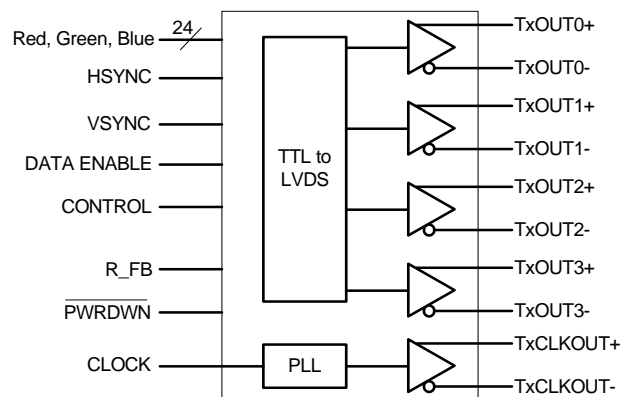 Red, Green, Blue
24
HSYNC
VSYNC
DATA ENABLE
CONTROL
R_FB
PWRDWN
CLOCK
TTL to
LVDS
PLL
TxOUT0+
TxOUT0-
TxOUT1+
TxOUT1-
TxOUT2+
TxOUT2-
TxOUT3+
TxOUT3-
TxCLKOUT+
TxCLKOUT-